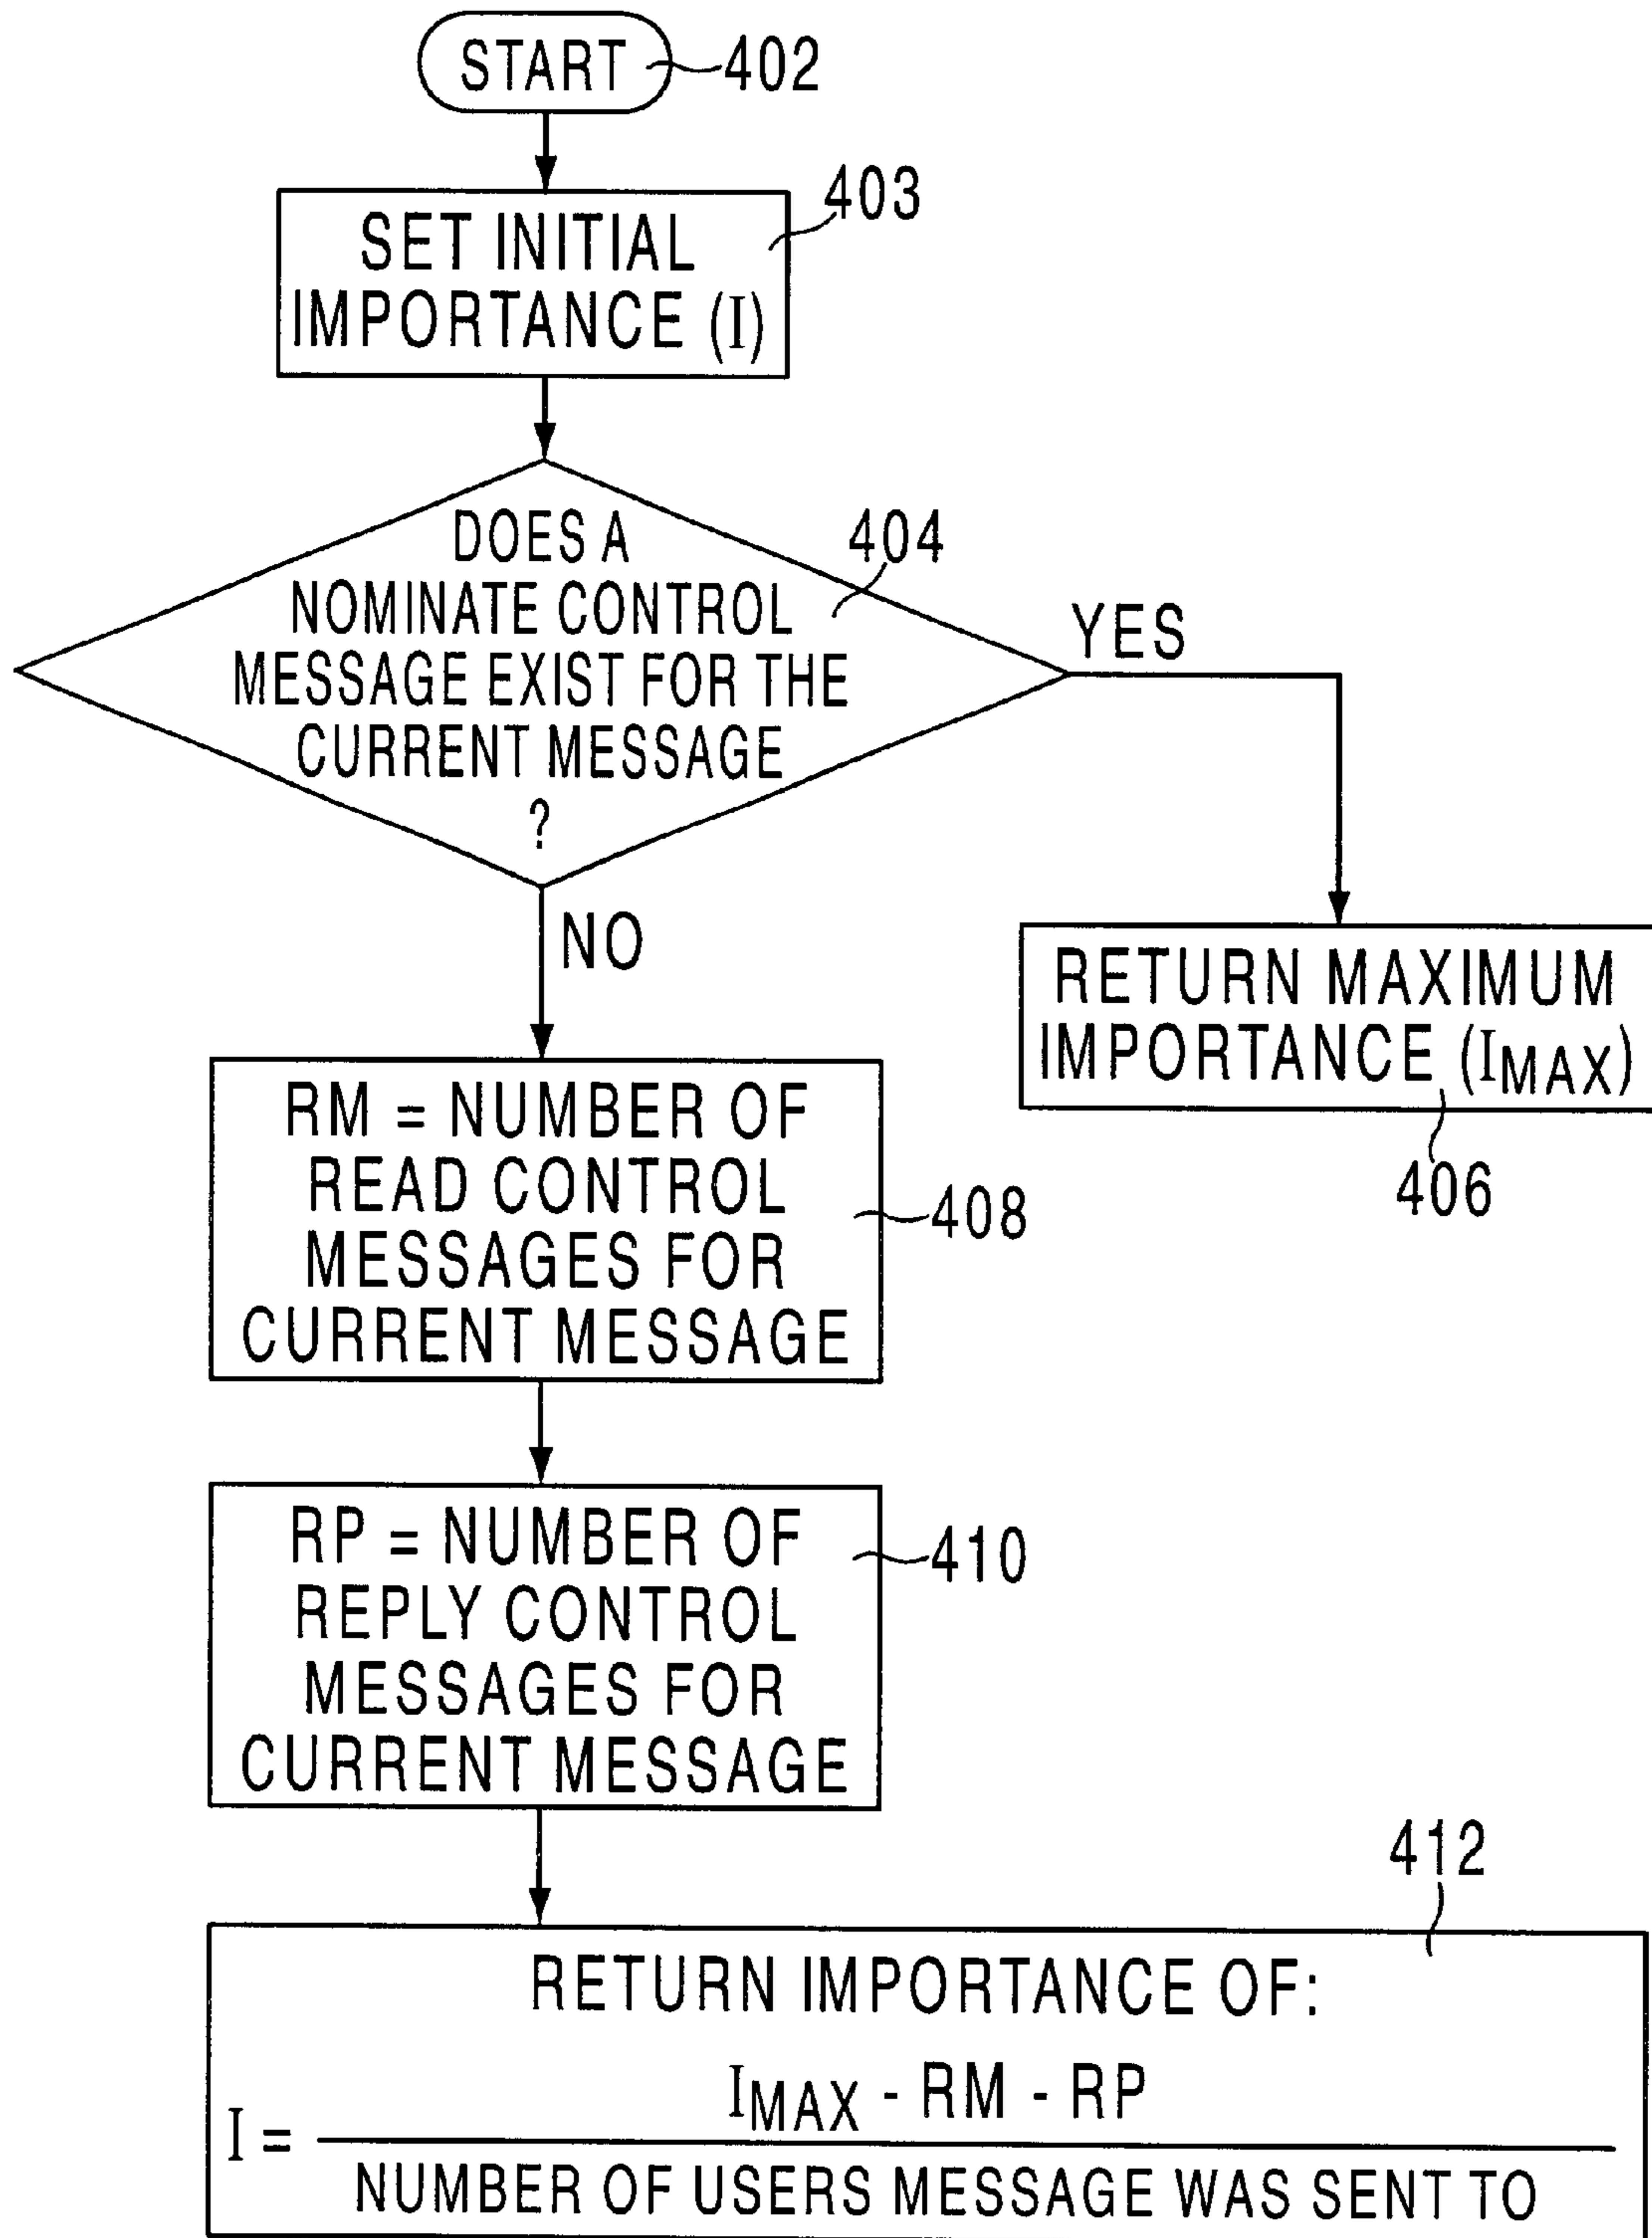 START
402
SET INITIAL
IMPORTANCE (I)
403
DOES A
NOMINATE CONTROL
MESSAGE EXIST FOR THE
CURRENT MESSAGE
?
404
YES
NO
RETURN MAXIMUM
IMPORTANCE (IMAX)
406
RM = NUMBER OF
READ CONTROL
MESSAGES FOR
CURRENT MESSAGE
408
RP = NUMBER OF
REPLY CONTROL
MESSAGES FOR
CURRENT MESSAGE
410
412
RETURN IMPORTANCE OF:
IMAX - RM - RP
I =
NUMBER OF USERS MESSAGE WAS SENT TO